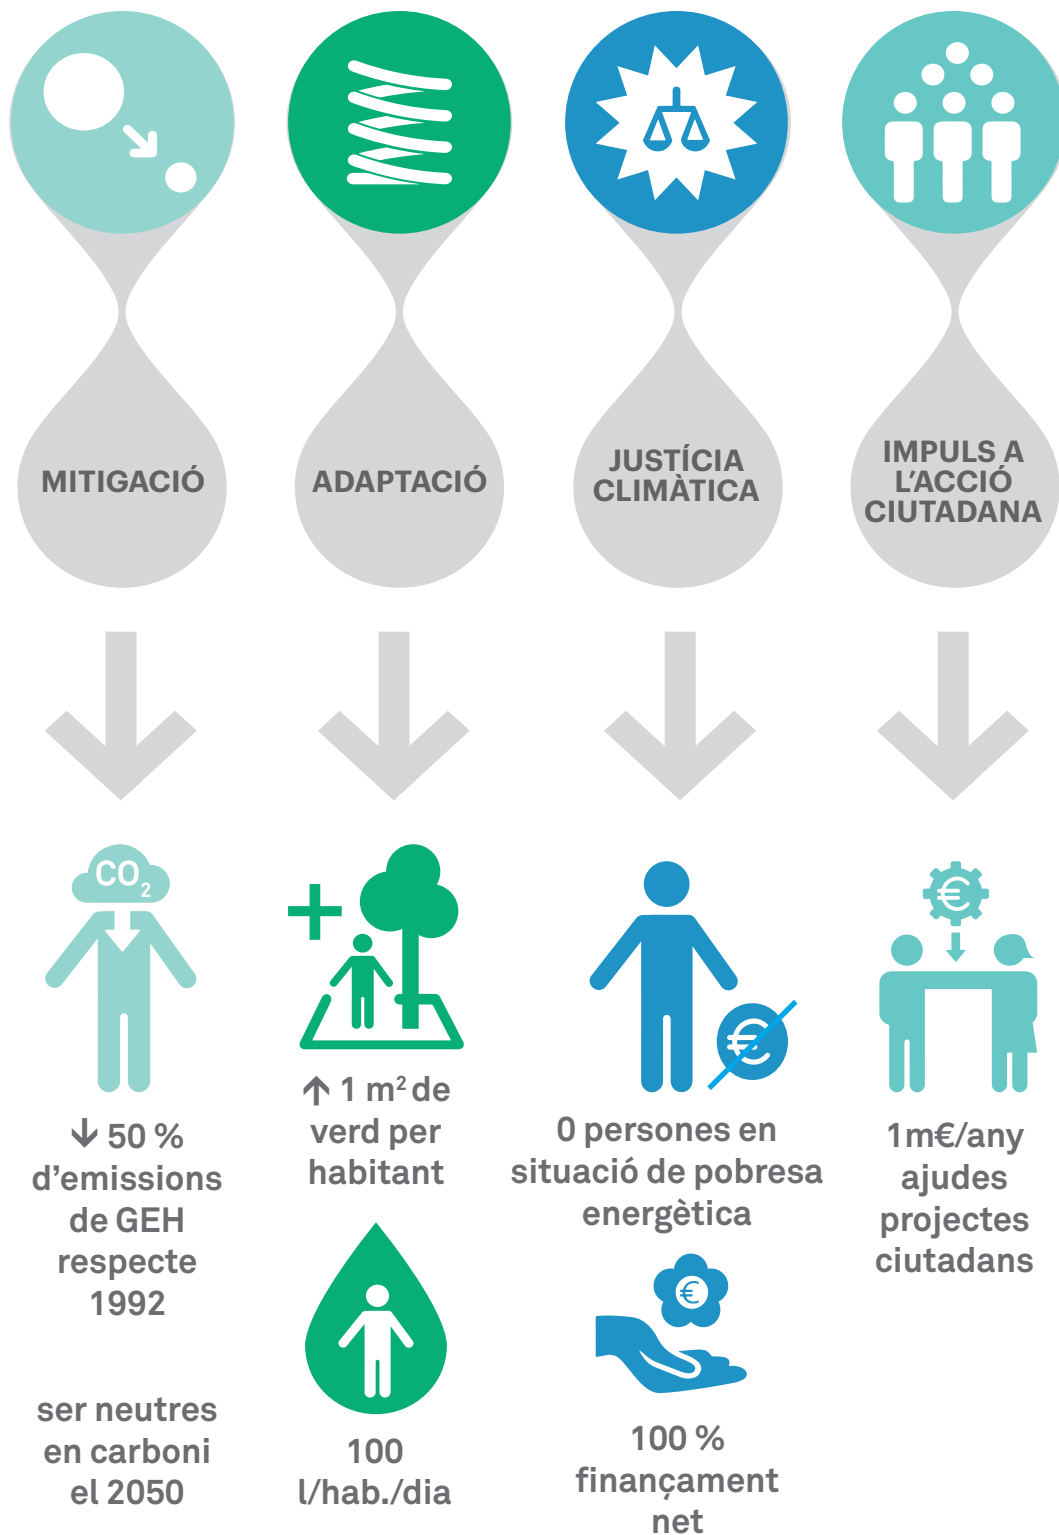 MITIGACIÓ
ADAPTACIÓ
JUSTÍCIA
CLIMÀTICA
IMPULS A
L'ACCIÓ
CIUTADANA
CO₂
↓ 50 %
d'emissions
de GEH
respecte
1992
ser neutres
en carboni
el 2050
↑ 1 m² de
verd per
habitant
100
l/hab./dia
€
0 persones en
situació de pobresa
energètica
€
100 %
finançament
net
€
1m€/any
ajudes
projectes
ciutadans